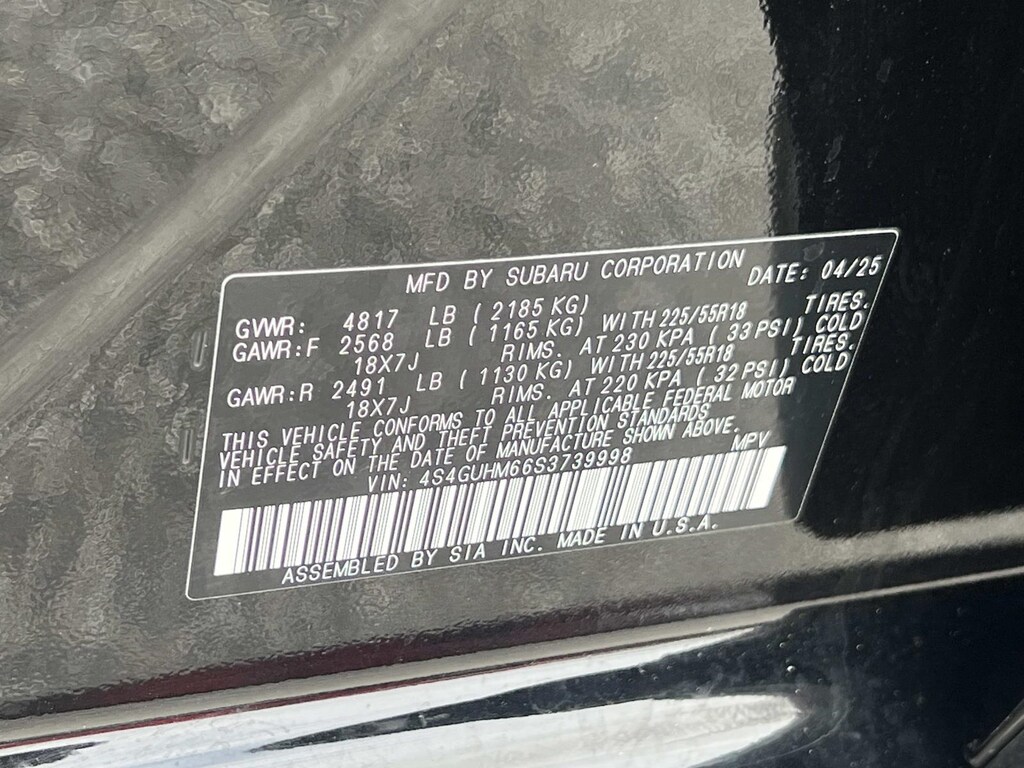 MFD BY SUBARU CORPORATION DATE: 04/25
GVWR: 4817 LB ( 2185 KG)
GAWR:F 2568 LB ( 1165 KG) WITH 225/55R18 TIRES.
18X7J RIMS. AT 230 KPA ( 33 PSI) COLD
GAWR:R 2491 LB ( 1130 KG) WITH 225/55R18 TIRES.
18X7J RIMS. AT 220 KPA ( 32 PSI) COLD
THIS VEHICLE CONFORMS TO ALL APPLICABLE FEDERAL MOTOR
VEHICLE SAFETY AND THEFT PREVENTION STANDARDS
IN EFFECT ON THE DATE OF MANUFACTURE SHOWN ABOVE.
VIN: 4S4GUHM66S3739998 MPV
ASSEMBLED BY SIA INC. MADE IN U.S.A.